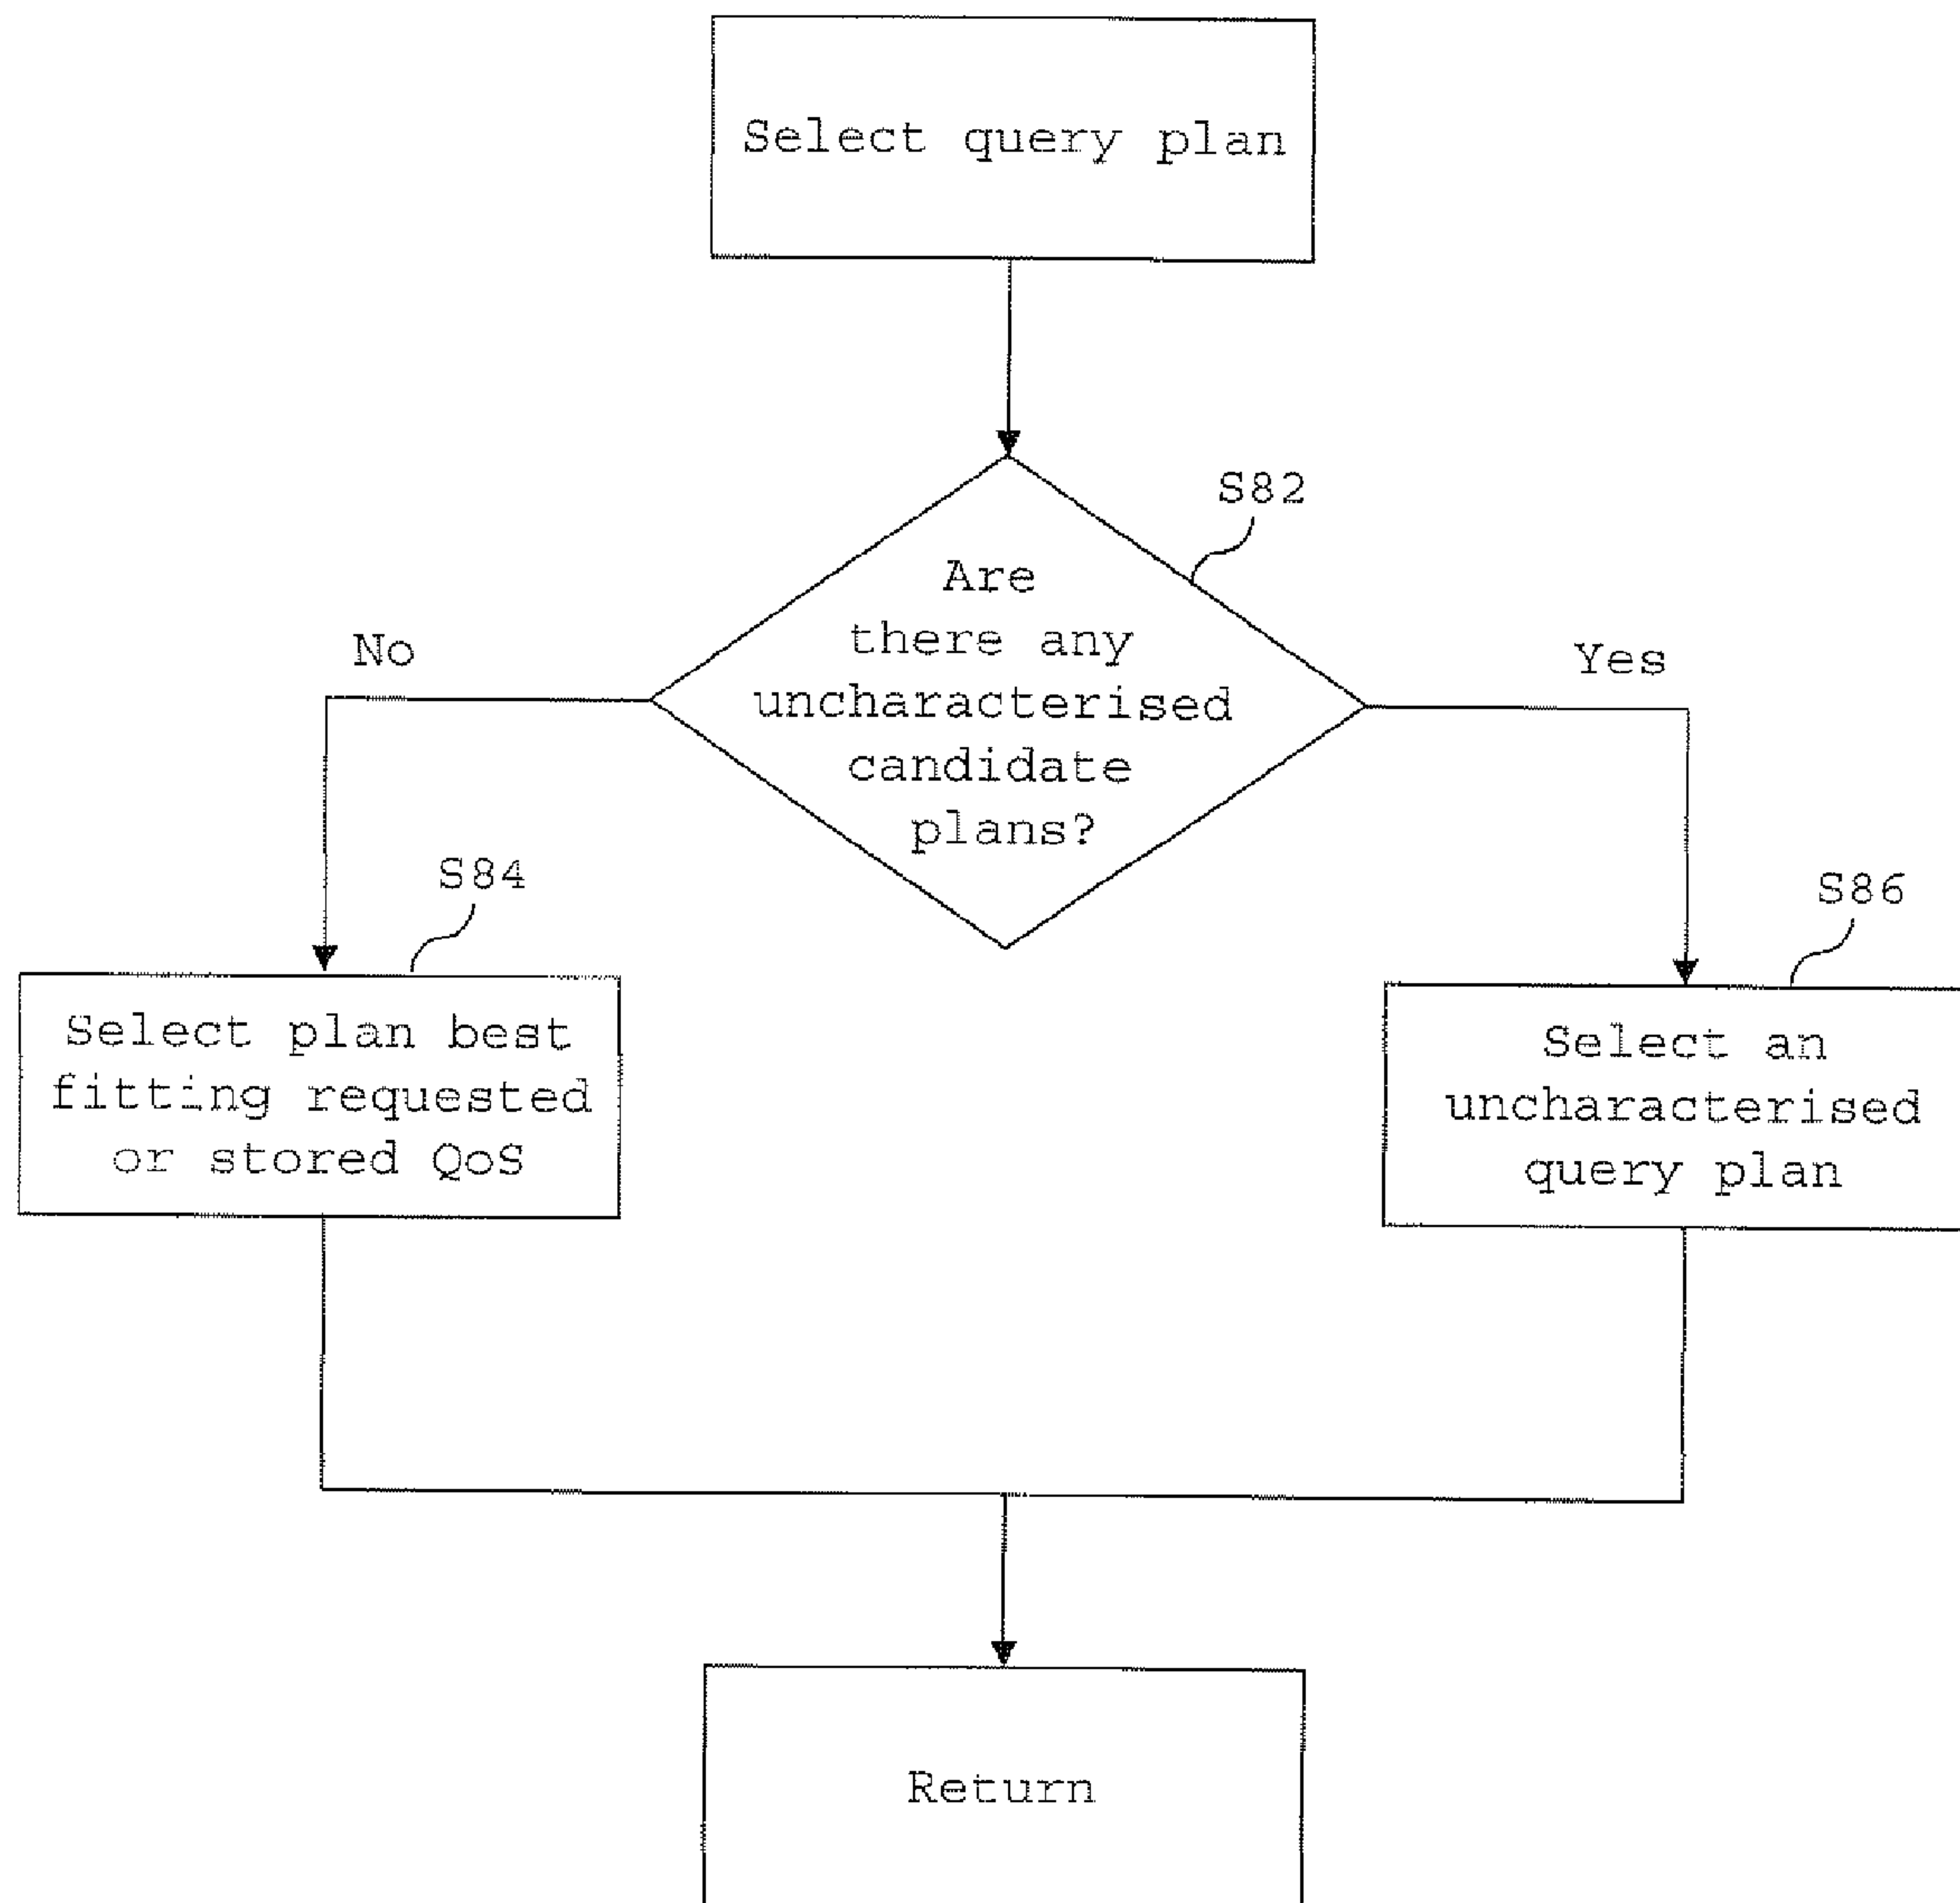 Select query plan
S82
Are
there any
uncharacterised
candidate
plans?
No
Yes
S84
Select plan best
fitting requested
or stored QoS
S86
Select an
uncharacterised
query plan
Return